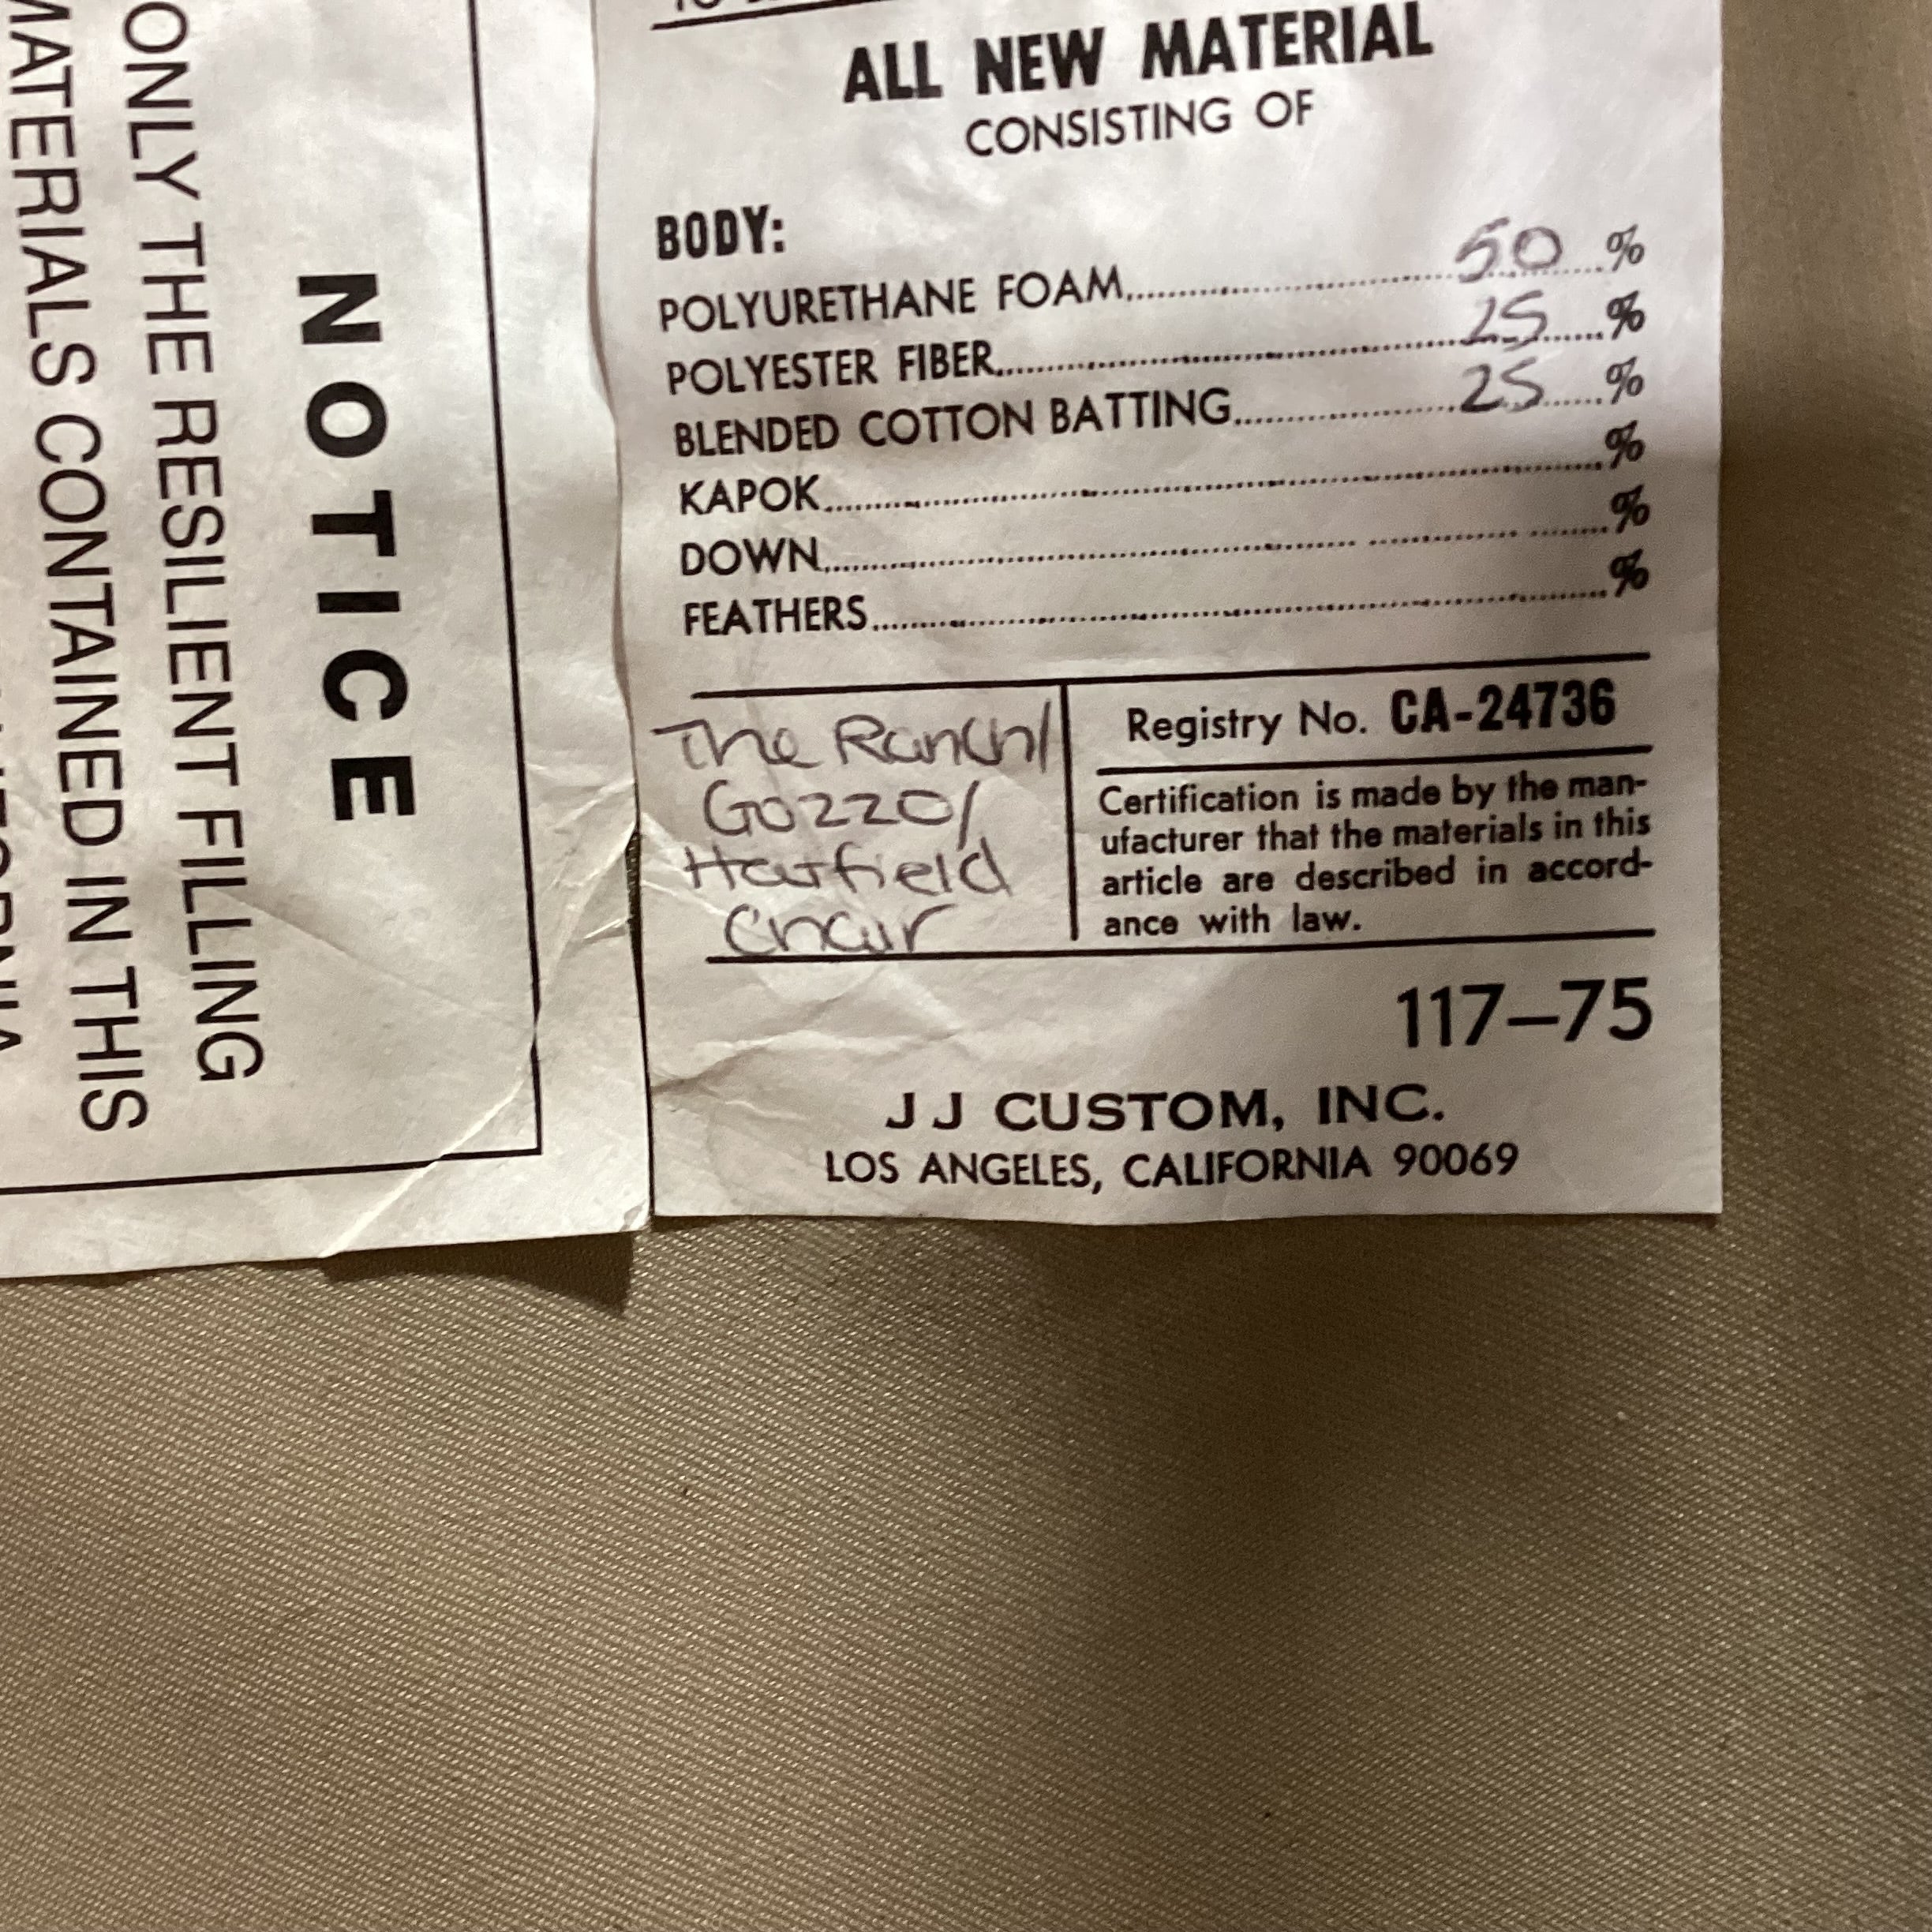 NOTICE
ONLY THE RESILIENT FILLING
MATERIALS CONTAINED IN THIS
ALL NEW MATERIAL
CONSISTING OF
BODY:
POLYURETHANE FOAM 50 %
POLYESTER FIBER 25 %
BLENDED COTTON BATTING 25 %
KAPOK %
DOWN %
FEATHERS %
The Ranch/
Gozzo/
Hatfield
Chair
Registry No. CA-24736
Certification is made by the man-
ufacturer that the materials in this
article are described in accord-
ance with law.
117-75
JJ CUSTOM, INC.
LOS ANGELES, CALIFORNIA 90069